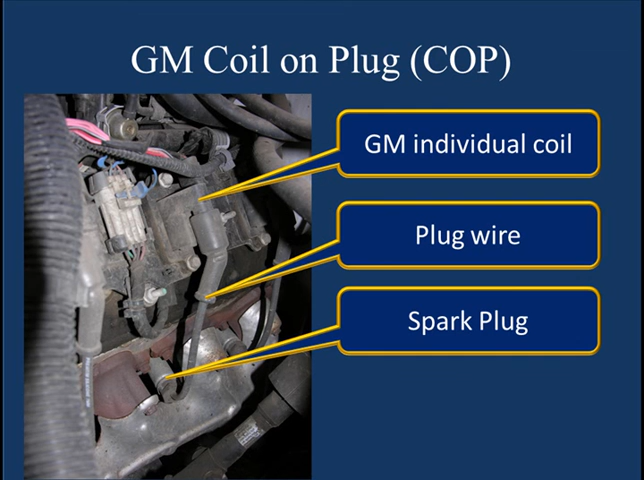 GM Coil on Plug (COP)
GM individual coil
Plug wire
Spark Plug